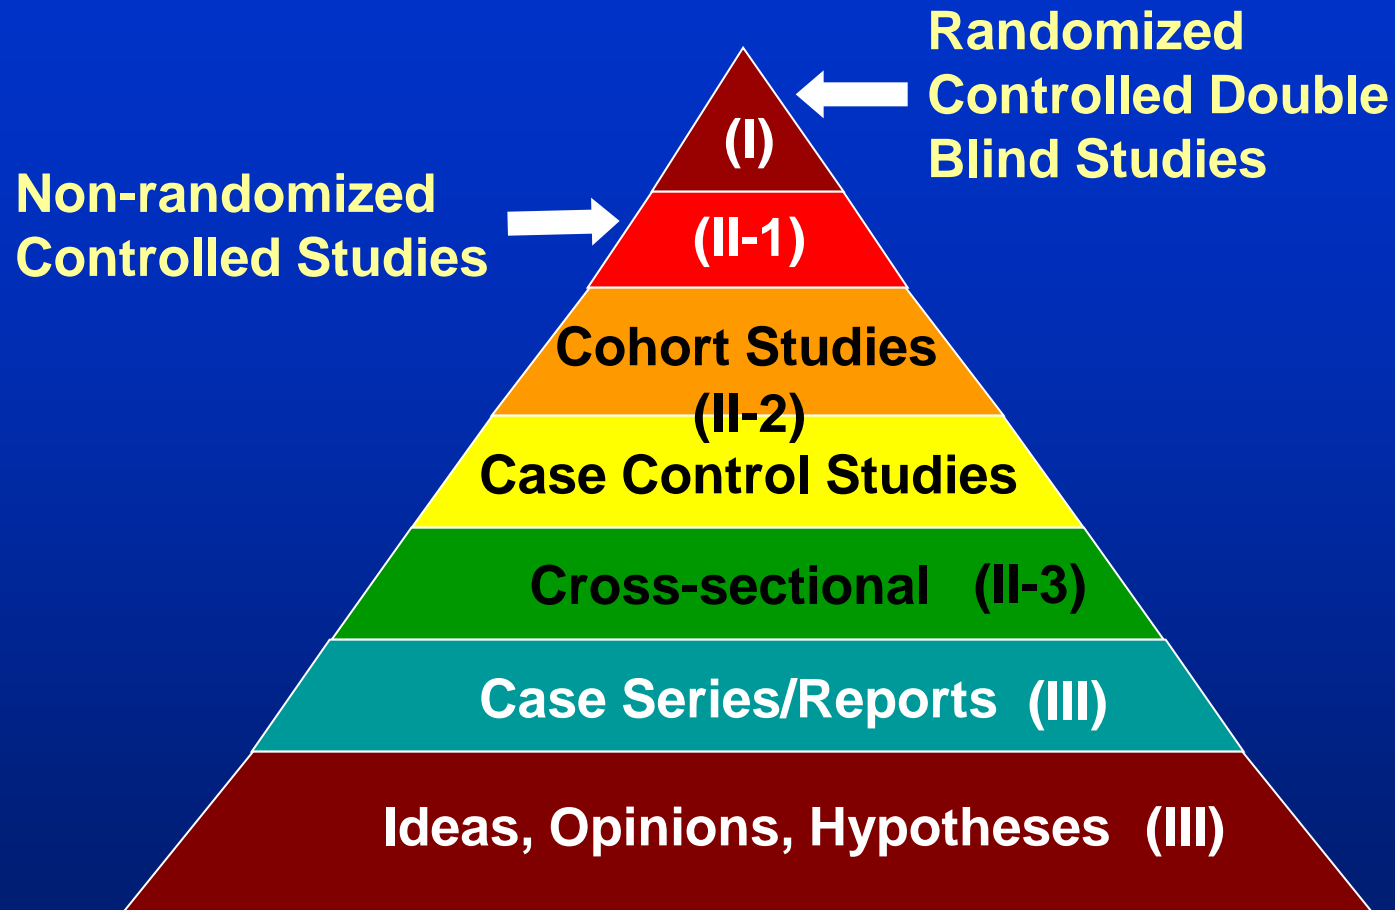 Randomized
Controlled Double
Blind Studies
(I)
Non-randomized
Controlled Studies
(II-1)
Cohort Studies
(II-2)
Case Control Studies
Cross-sectional (II-3)
Case Series/Reports (III)
Ideas, Opinions, Hypotheses (III)